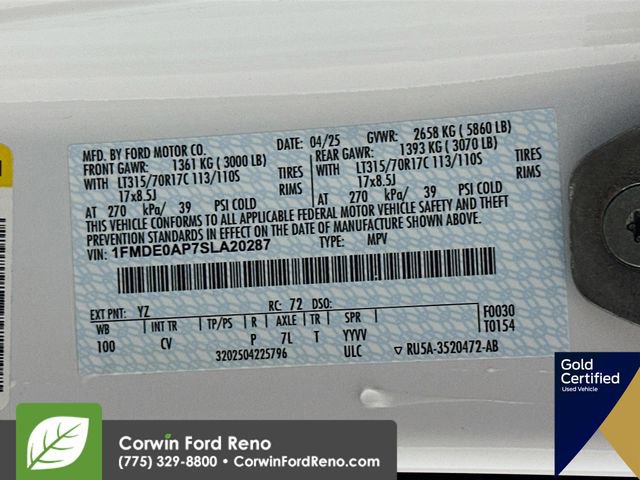 MFD. BY FORD MOTOR CO.
DATE: 04/25 GVWR: 2658 KG ( 5860 LB)
FRONT GAWR: 1361 KG ( 3000 LB) REAR GAWR: 1393 KG ( 3070 LB)
WITH LT315/70R17C 113/110S TIRES WITH LT315/70R17C 113/110S TIRES
17x8.5J RIMS 17x8.5J RIMS
AT 270 kPa/ 39 PSI COLD AT 270 kPa/ 39 PSI COLD
THIS VEHICLE CONFORMS TO ALL APPLICABLE FEDERAL MOTOR VEHICLE SAFETY AND THEFT
PREVENTION STANDARDS IN EFFECT ON THE DATE OF MANUFACTURE SHOWN ABOVE.
VIN: 1FMDE0AP7SLA20287 TYPE: MPV
EXT PNT: YZ RC: 72 DSO: F0030
WB INT TR TP/PS R AXLE TR SPR T0154
100 CV P 7L T YYVV
3202504225796 ULC ▽ RU5A-3520472-AB
Gold
Certified
Used Vehicle
Corwin Ford Reno
(775) 329-8800 • CorwinFordReno.com